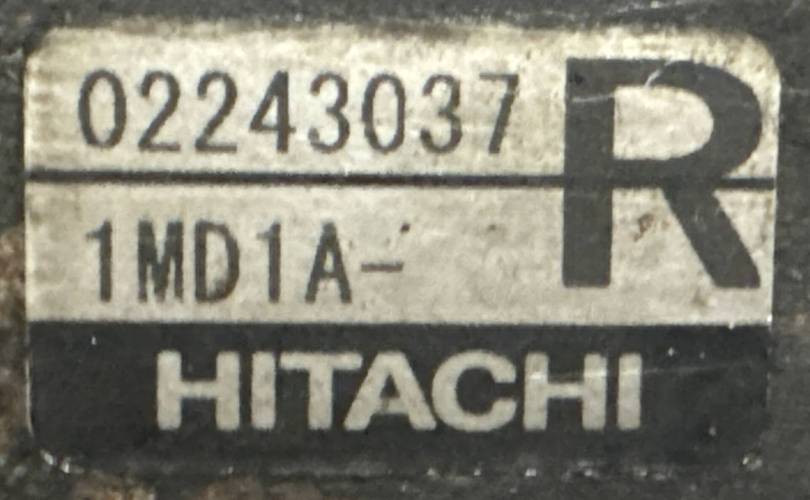 02243037 R
1MD1A-
HITACHI